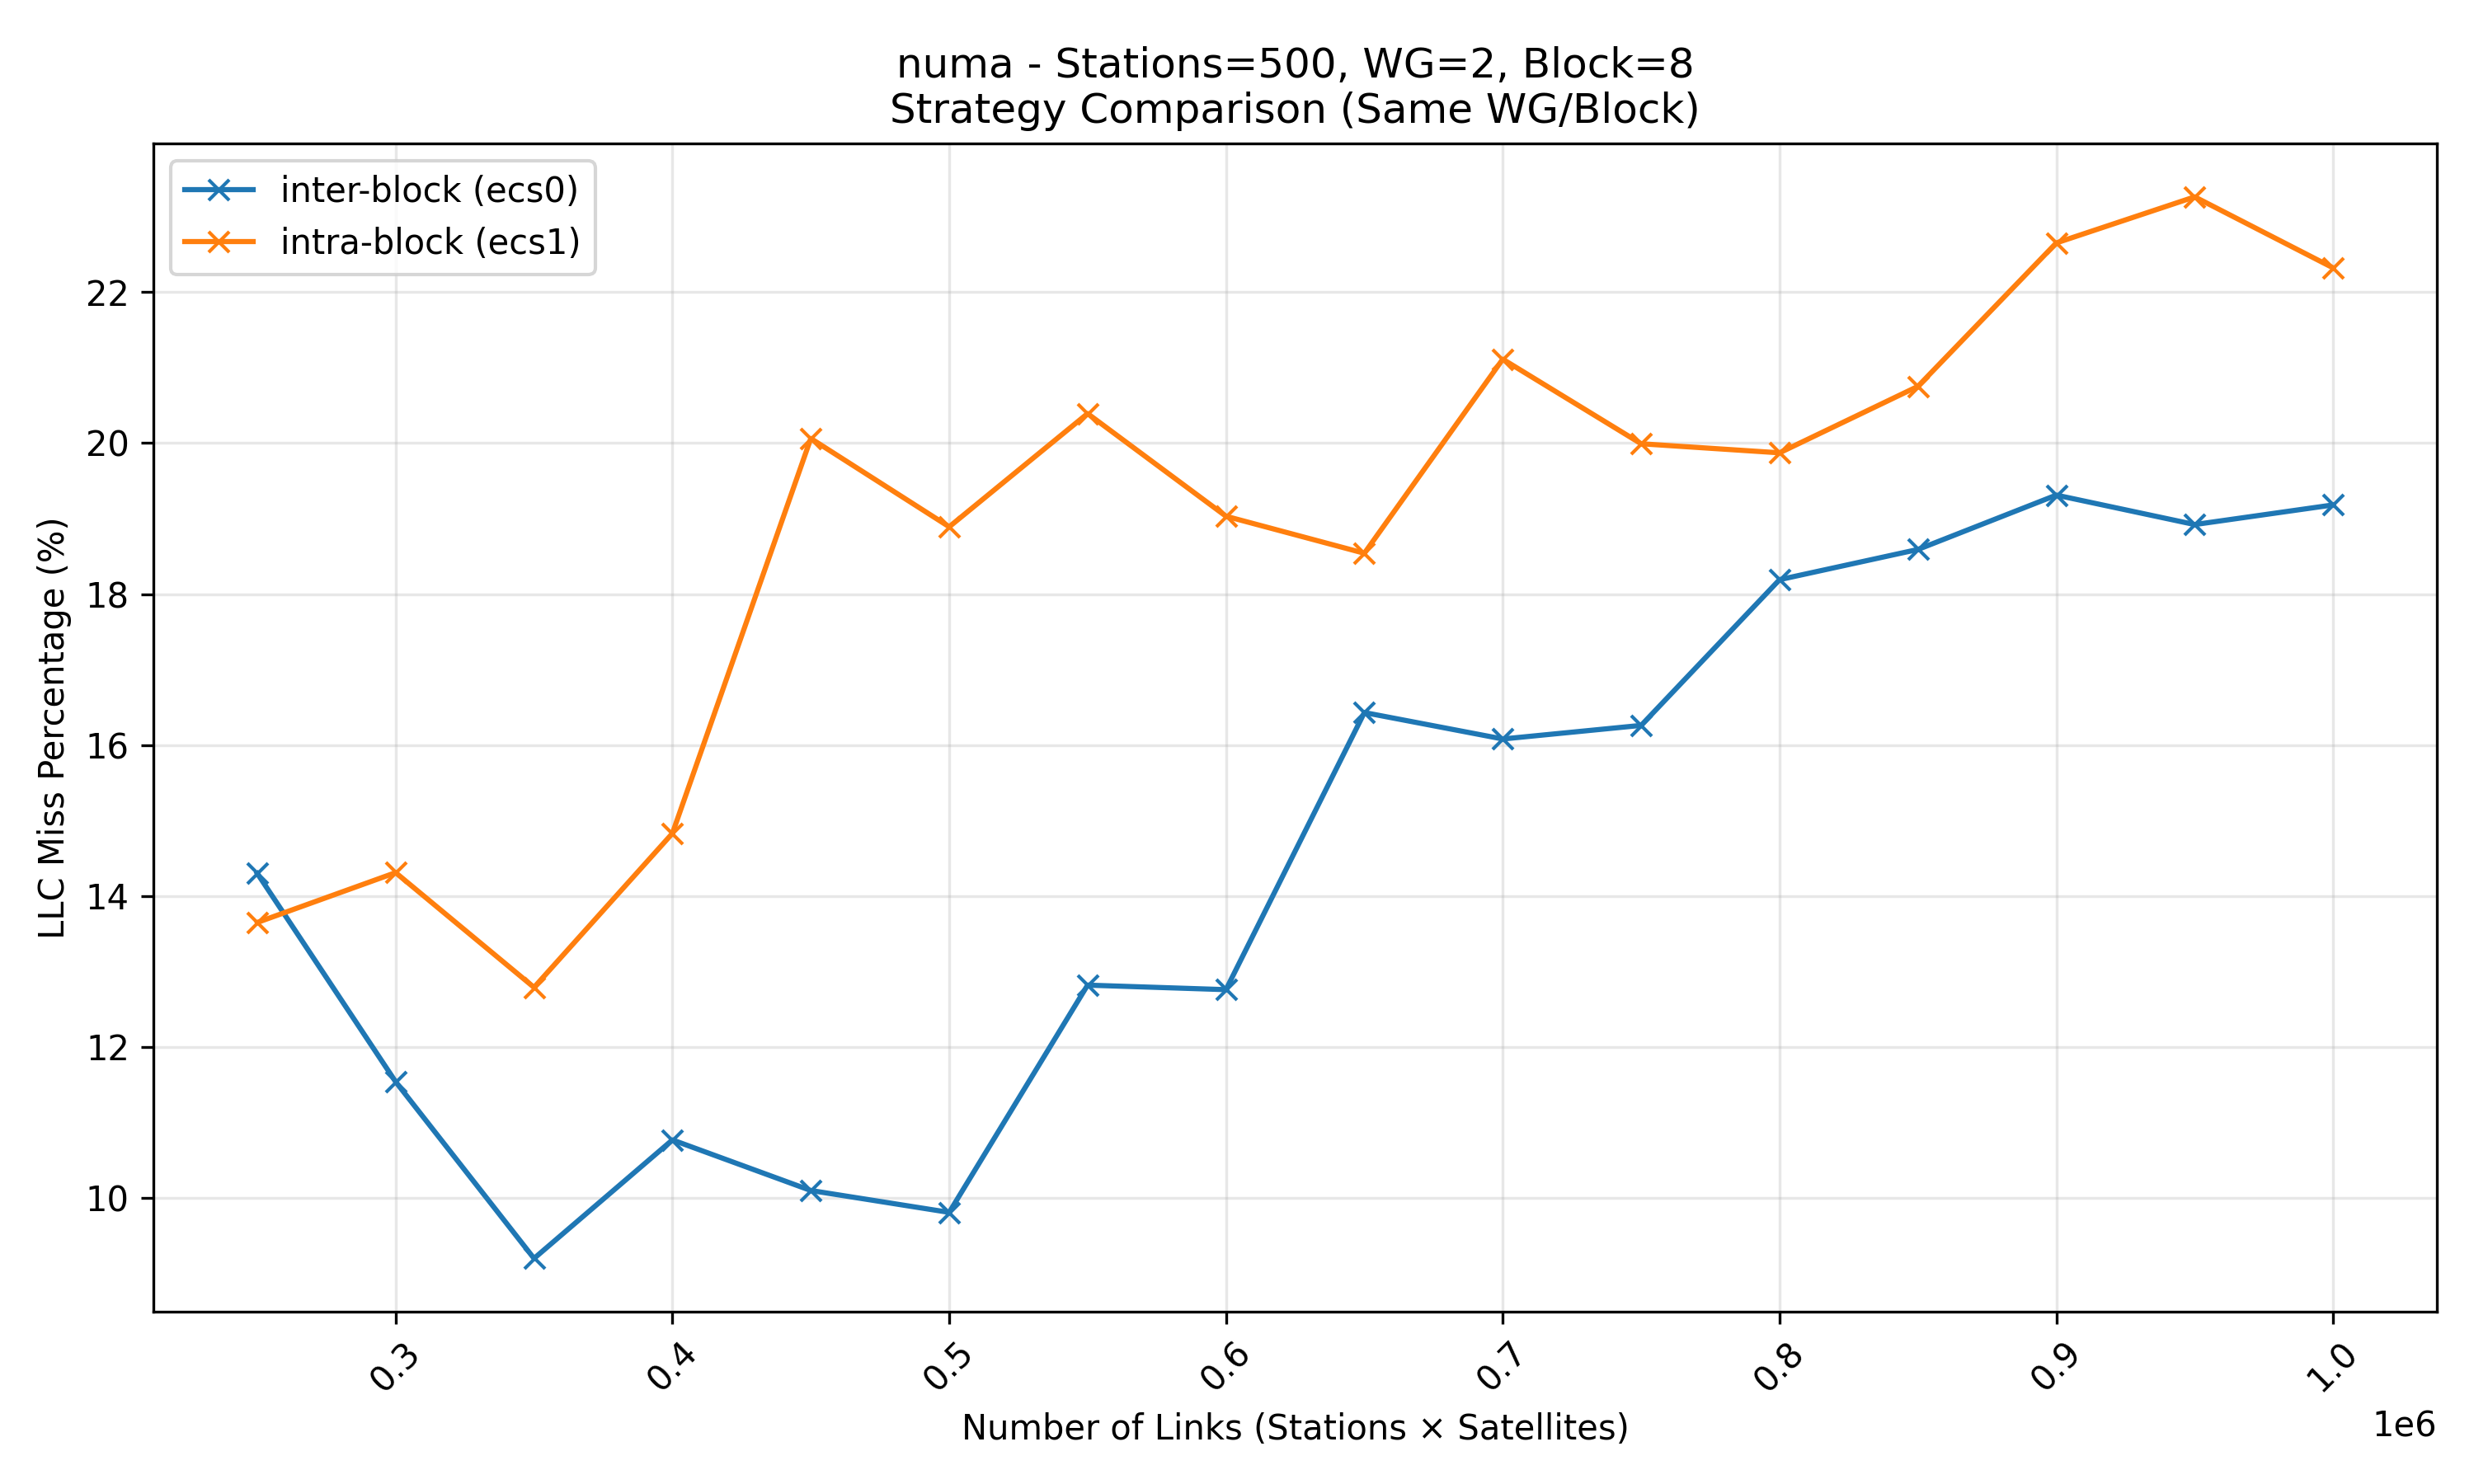 numa - Stations=500, WG=2, Block=8
Strategy Comparison (Same WG/Block)
inter-block (ecs0)
intra-block (ecs1)
LLC Miss Percentage (%)
22
20
18
16
14
12
10
0.3
0.4
0.5
0.6
0.7
0.8
0.9
1.0
1e6
Number of Links (Stations × Satellites)